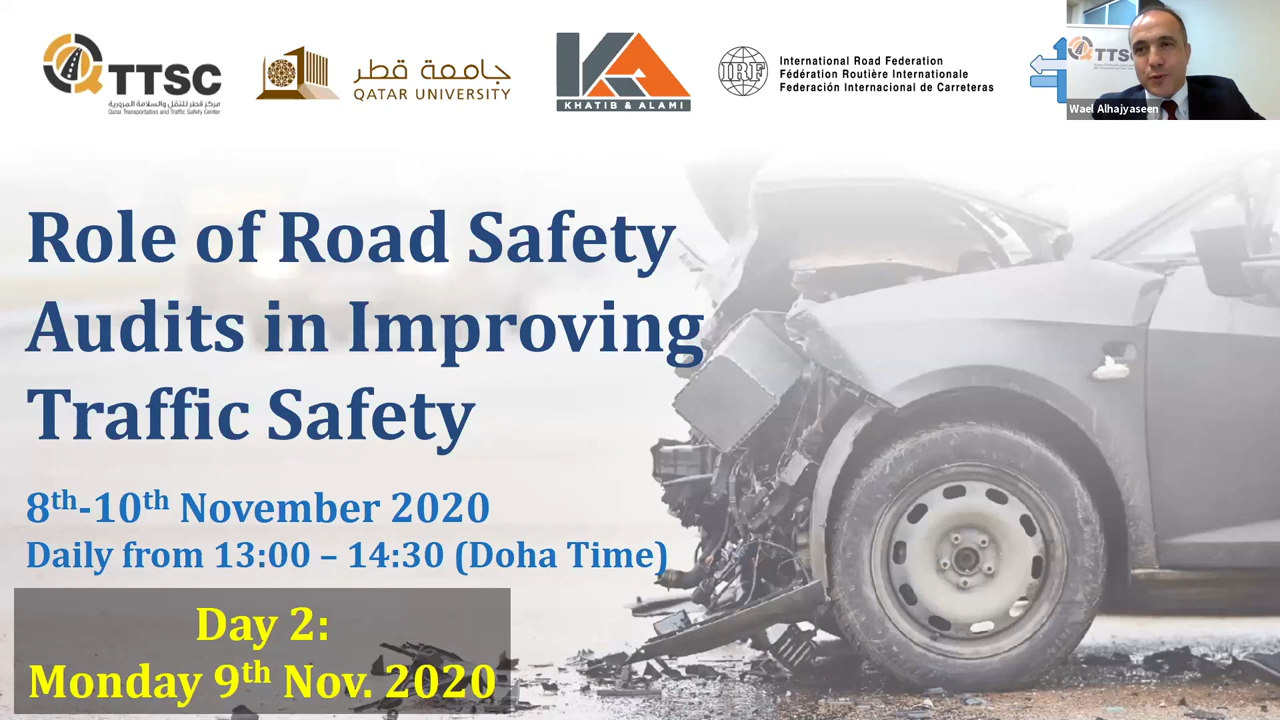 QTTSC
مركز قطر للنقل والسلامة المرورية
Qatar Transportation and Traffic Safety Center
جامعة قطر
QATAR UNIVERSITY
KA
KHATIB & ALAMI
IRF
International Road Federation
Fédération Routière Internationale
Federación Internacional de Carreteras
QTTSC
Wael Alhajyaseen
Role of Road Safety
Audits in Improving
Traffic Safety
8th-10th November 2020
Daily from 13:00 – 14:30 (Doha Time)
Day 2:
Monday 9th Nov. 2020